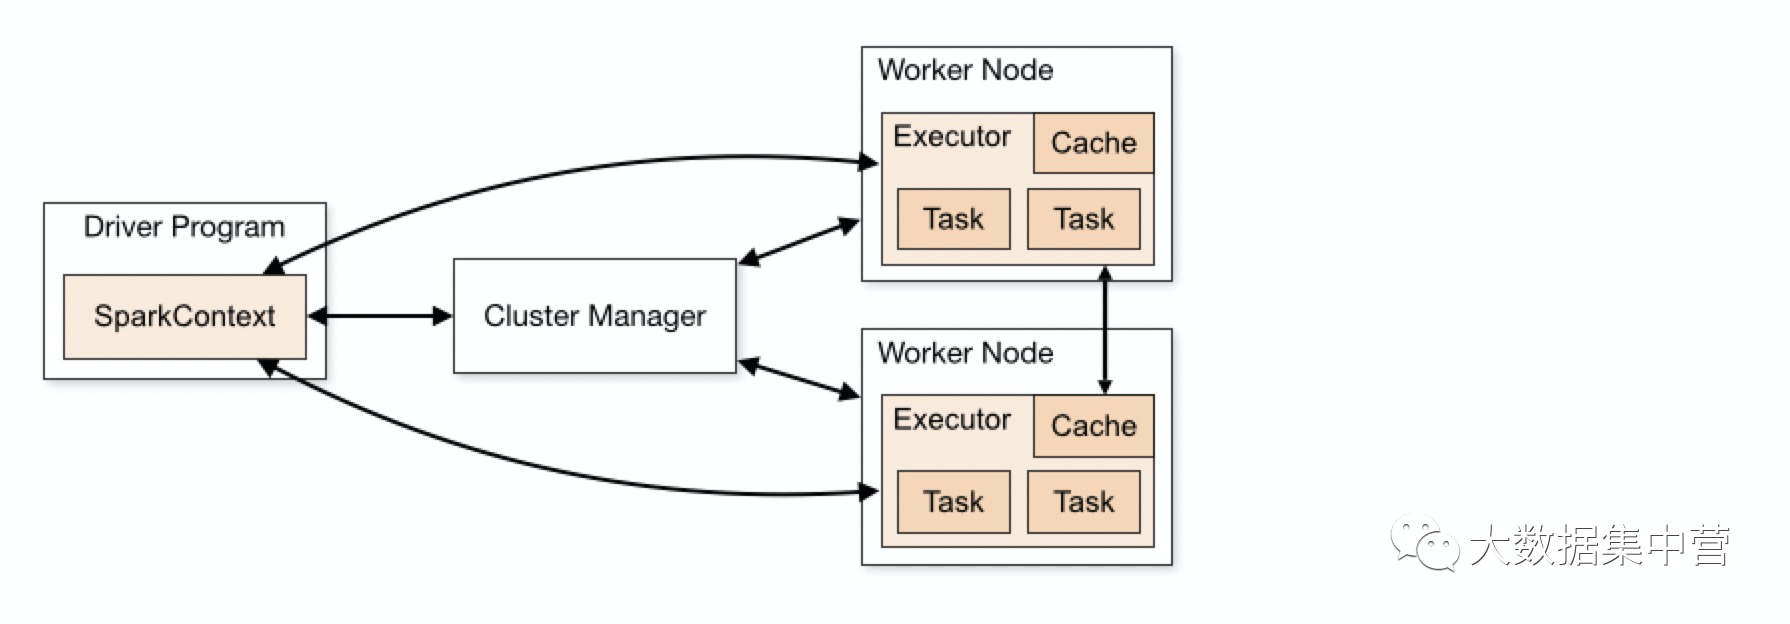 Driver Program
SparkContext
Cluster Manager
Worker Node
Executor
Cache
Task
Task
Worker Node
Executor
Cache
Task
Task
大数据集中营